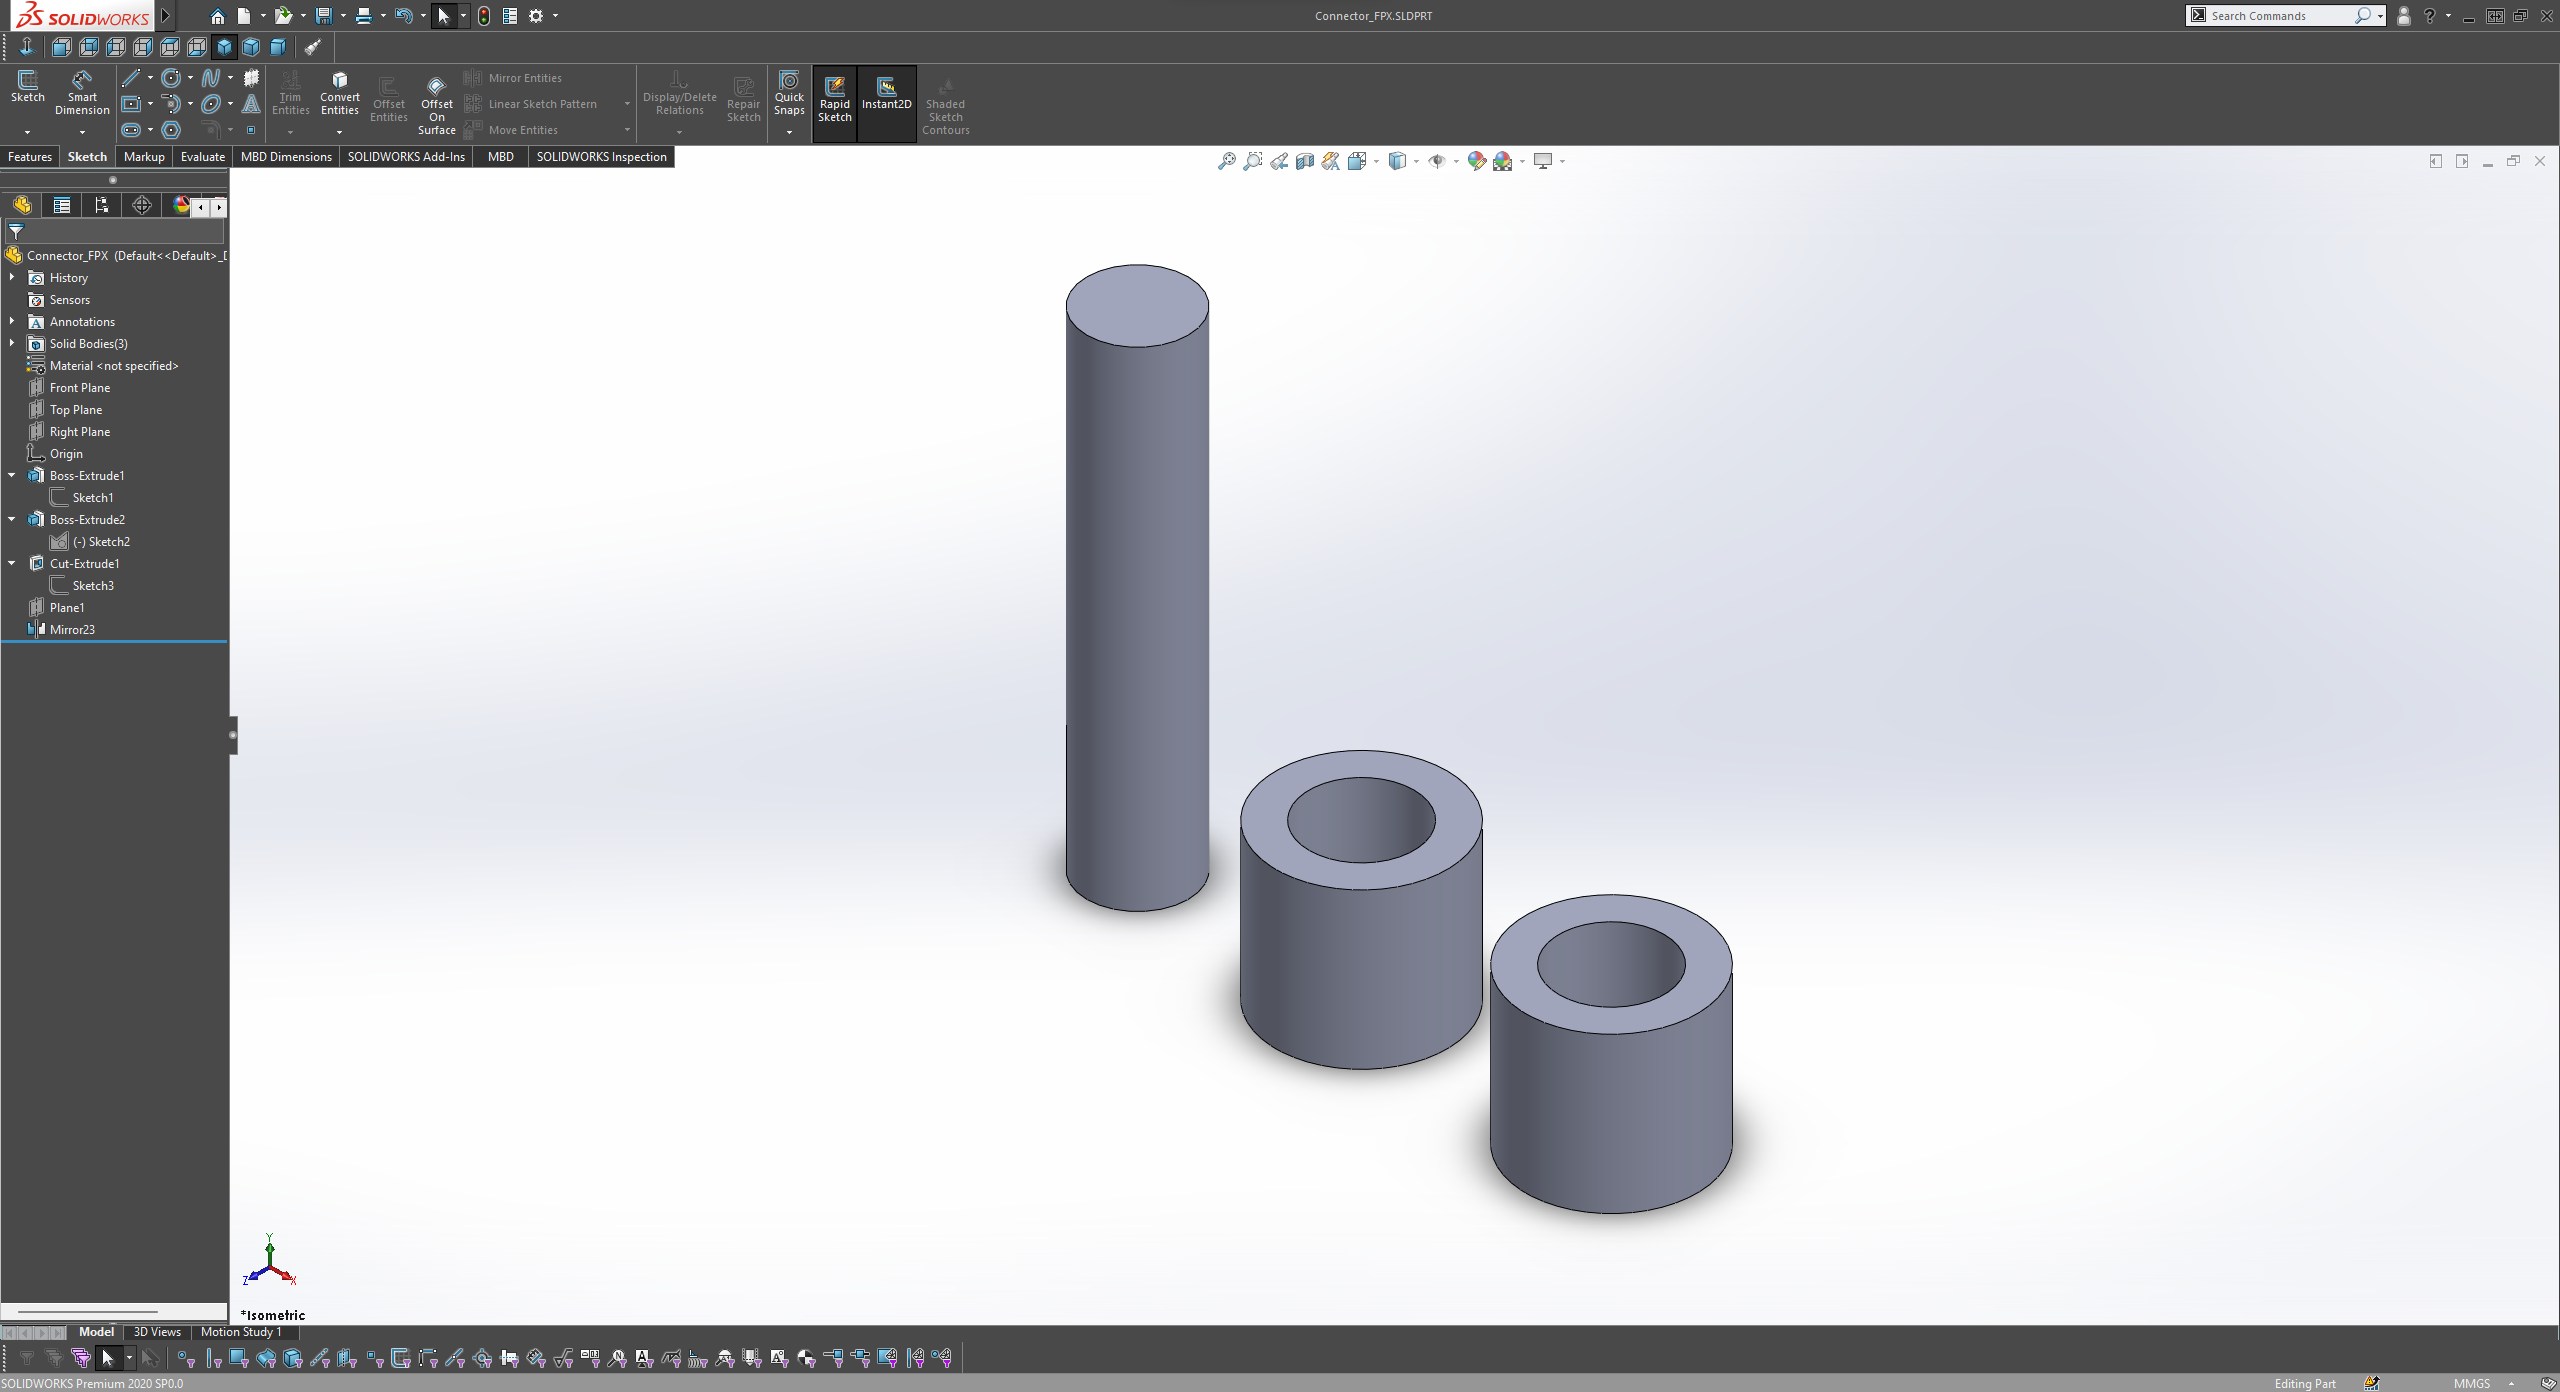 SOLIDWORKS
Connector_FPX.SLDPRT
Search Commands
Sketch
Smart Dimension
Trim Entities
Convert Entities
Offset Entities
Offset On Surface
Mirror Entities
Linear Sketch Pattern
Move Entities
Display/Delete Relations
Repair Sketch
Quick Snaps
Rapid Sketch
Instant2D
Shaded Sketch Contours
Features
Sketch
Markup
Evaluate
MBD Dimensions
SOLIDWORKS Add-Ins
MBD
SOLIDWORKS Inspection
Connector_FPX (Default<<Default>_D
History
Sensors
Annotations
Solid Bodies(3)
Material <not specified>
Front Plane
Top Plane
Right Plane
Origin
Boss-Extrude1
Sketch1
Boss-Extrude2
(-) Sketch2
Cut-Extrude1
Sketch3
Plane1
Mirror23
Y
Z
X
*Isometric
Model
3D Views
Motion Study 1
SOLIDWORKS Premium 2020 SP0.0
Editing Part
MMGS